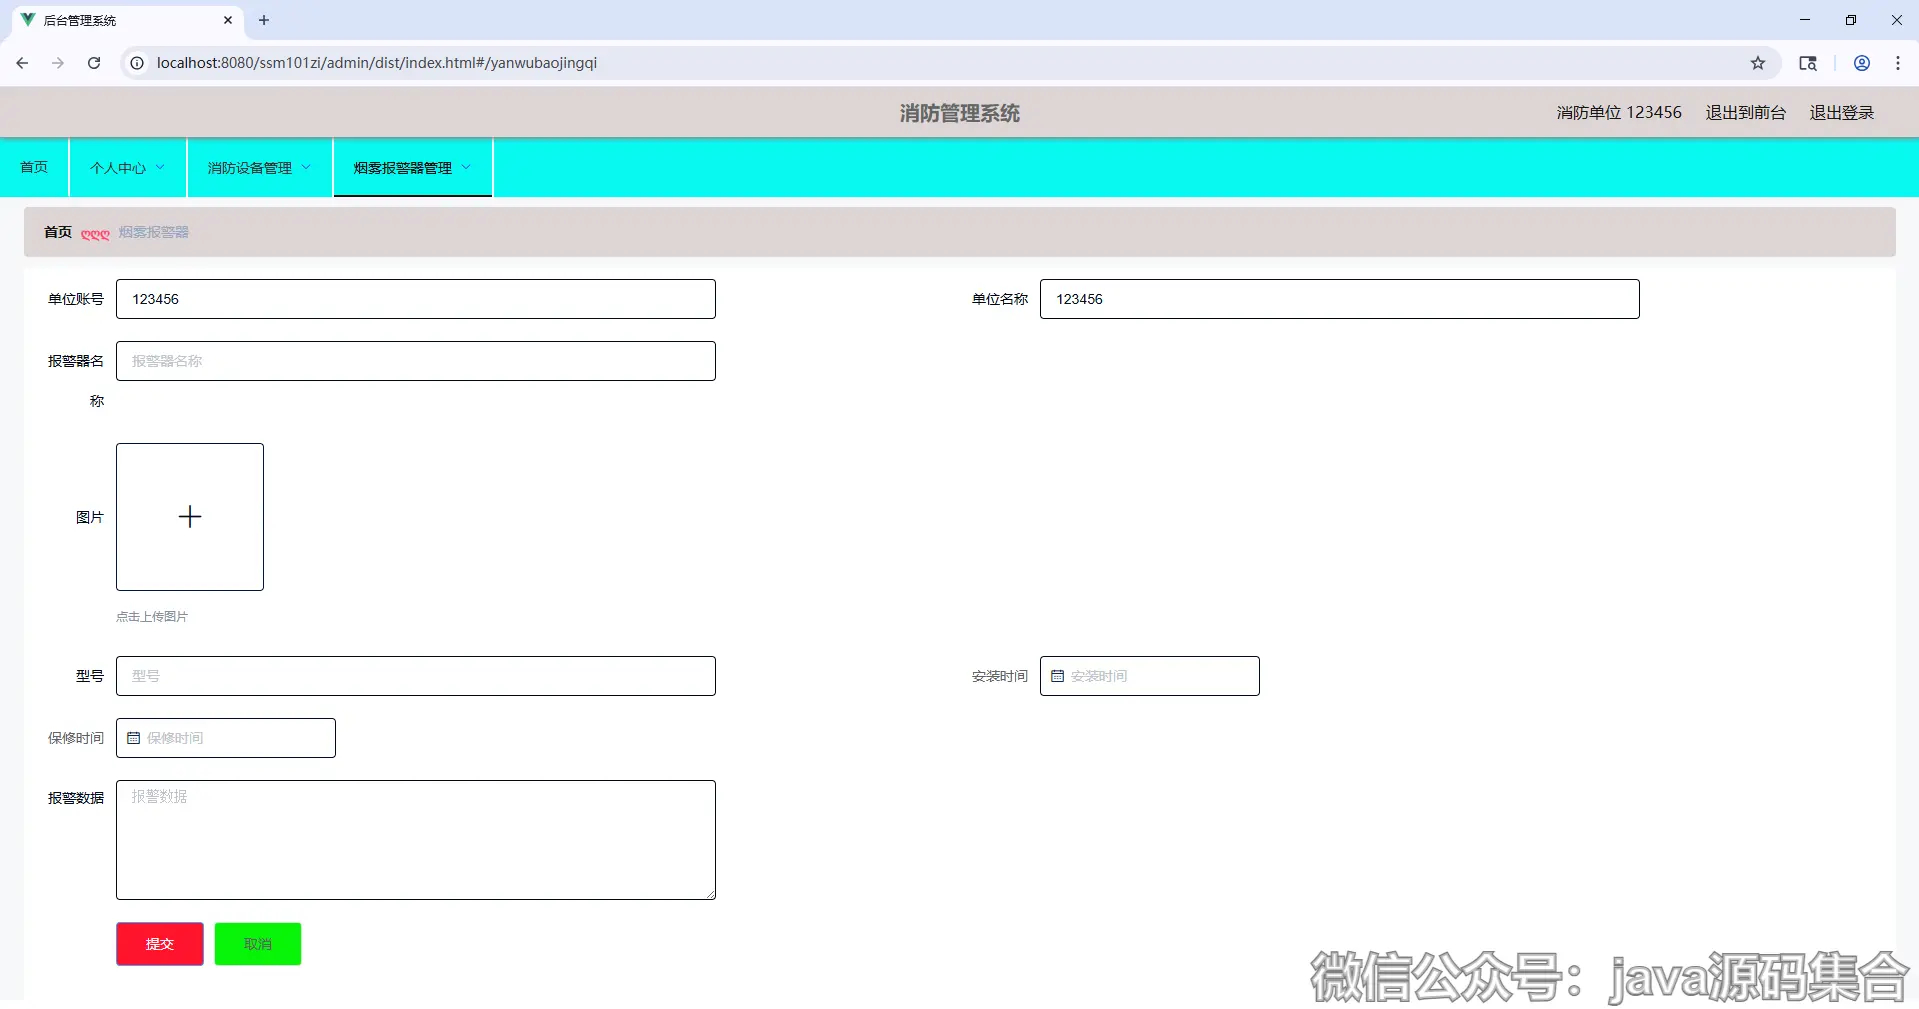 后台管理系统
localhost:8080/ssm101zi/admin/dist/index.html#/yanwubaojingqi
消防管理系统
消防单位 123456 退出到前台 退出登录
首页 个人中心 消防设备管理 烟雾报警器管理
首页 ღღღ 烟雾报警器
单位账号 123456 单位名称 123456
报警器名 报警器名称
称
图片
点击上传图片
型号 型号 安装时间 安装时间
保修时间 保修时间
报警数据 报警数据
提交 取消
微信公众号：java源码集合